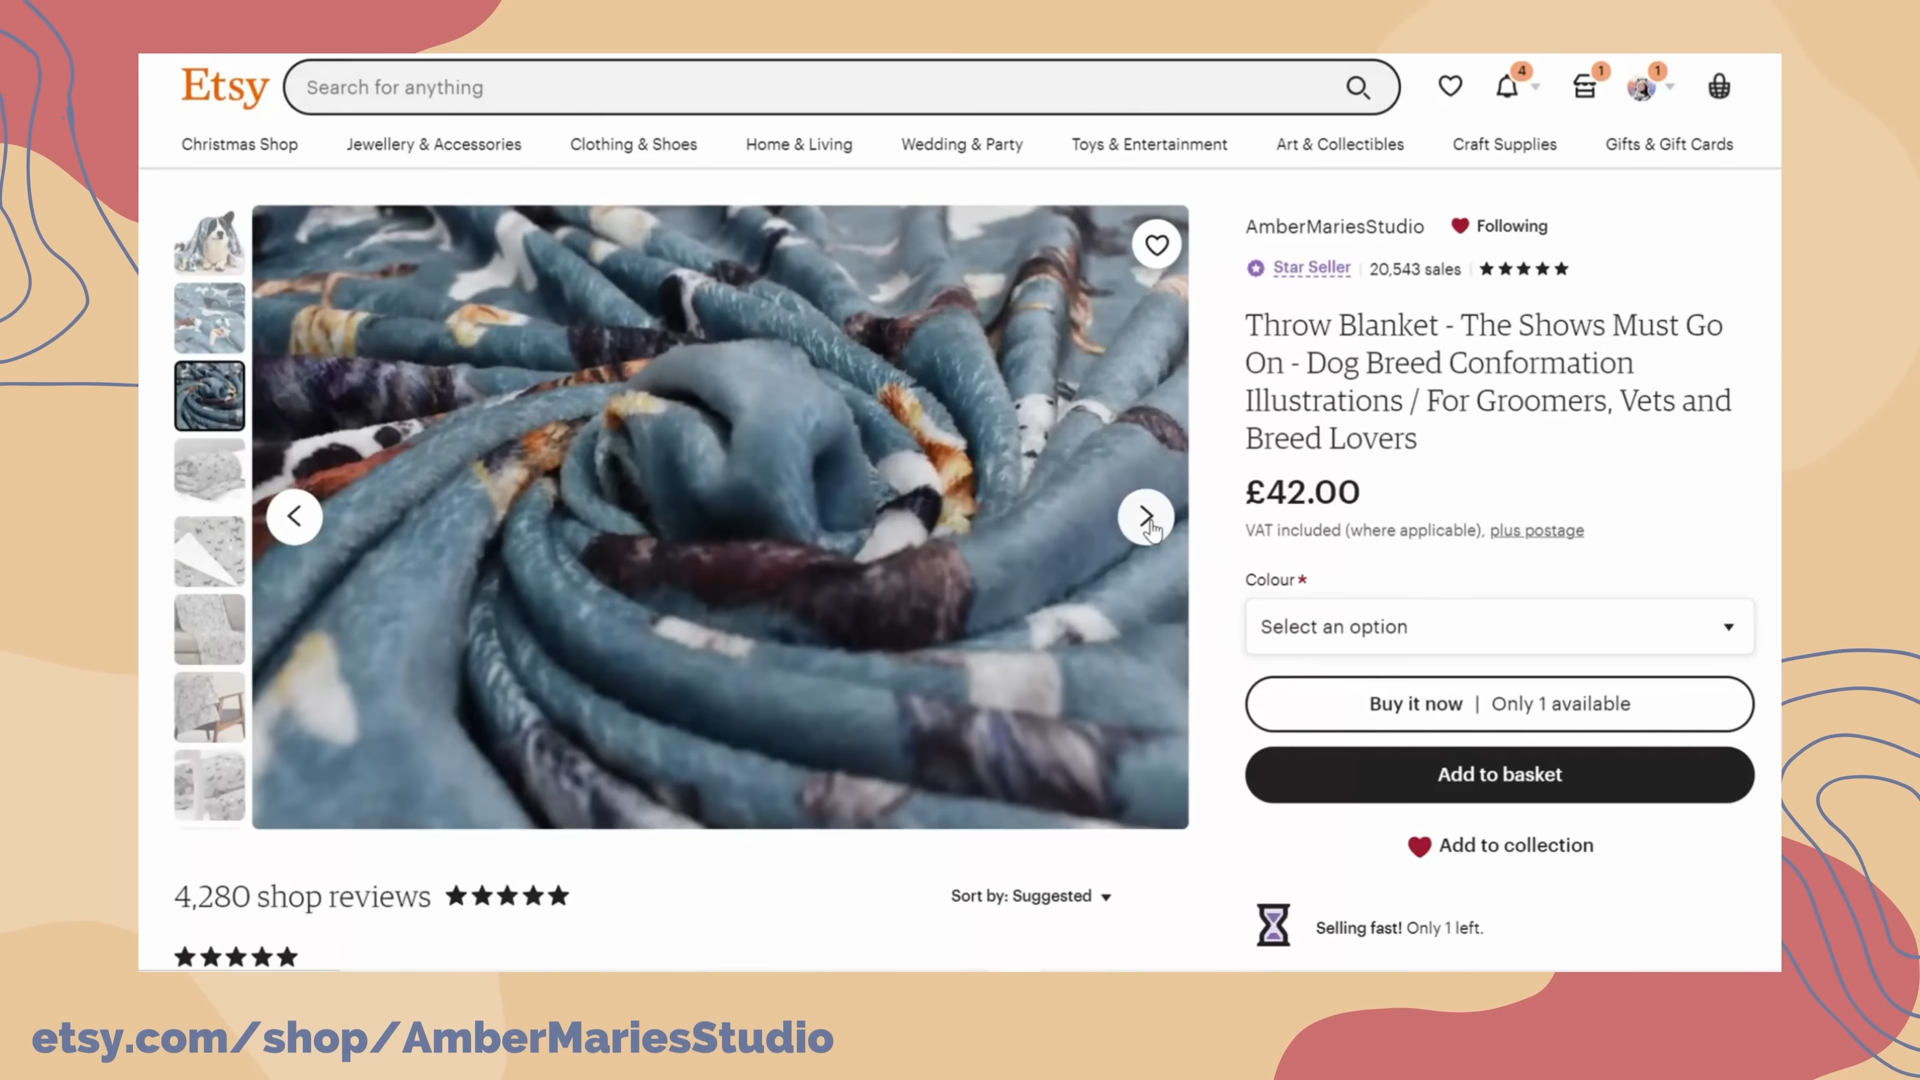 Etsy
Search for anything
4
1
1
Christmas Shop
Jewellery & Accessories
Clothing & Shoes
Home & Living
Wedding & Party
Toys & Entertainment
Art & Collectibles
Craft Supplies
Gifts & Gift Cards
AmberMariesStudio
Following
Star Seller
20,543 sales
Throw Blanket - The Shows Must Go
On - Dog Breed Conformation
Illustrations / For Groomers, Vets and
Breed Lovers
£42.00
VAT included (where applicable), plus postage
Colour*
Select an option
Buy it now | Only 1 available
Add to basket
Add to collection
4,280 shop reviews
Sort by: Suggested
Selling fast! Only 1 left.
etsy.com/shop/AmberMariesStudio